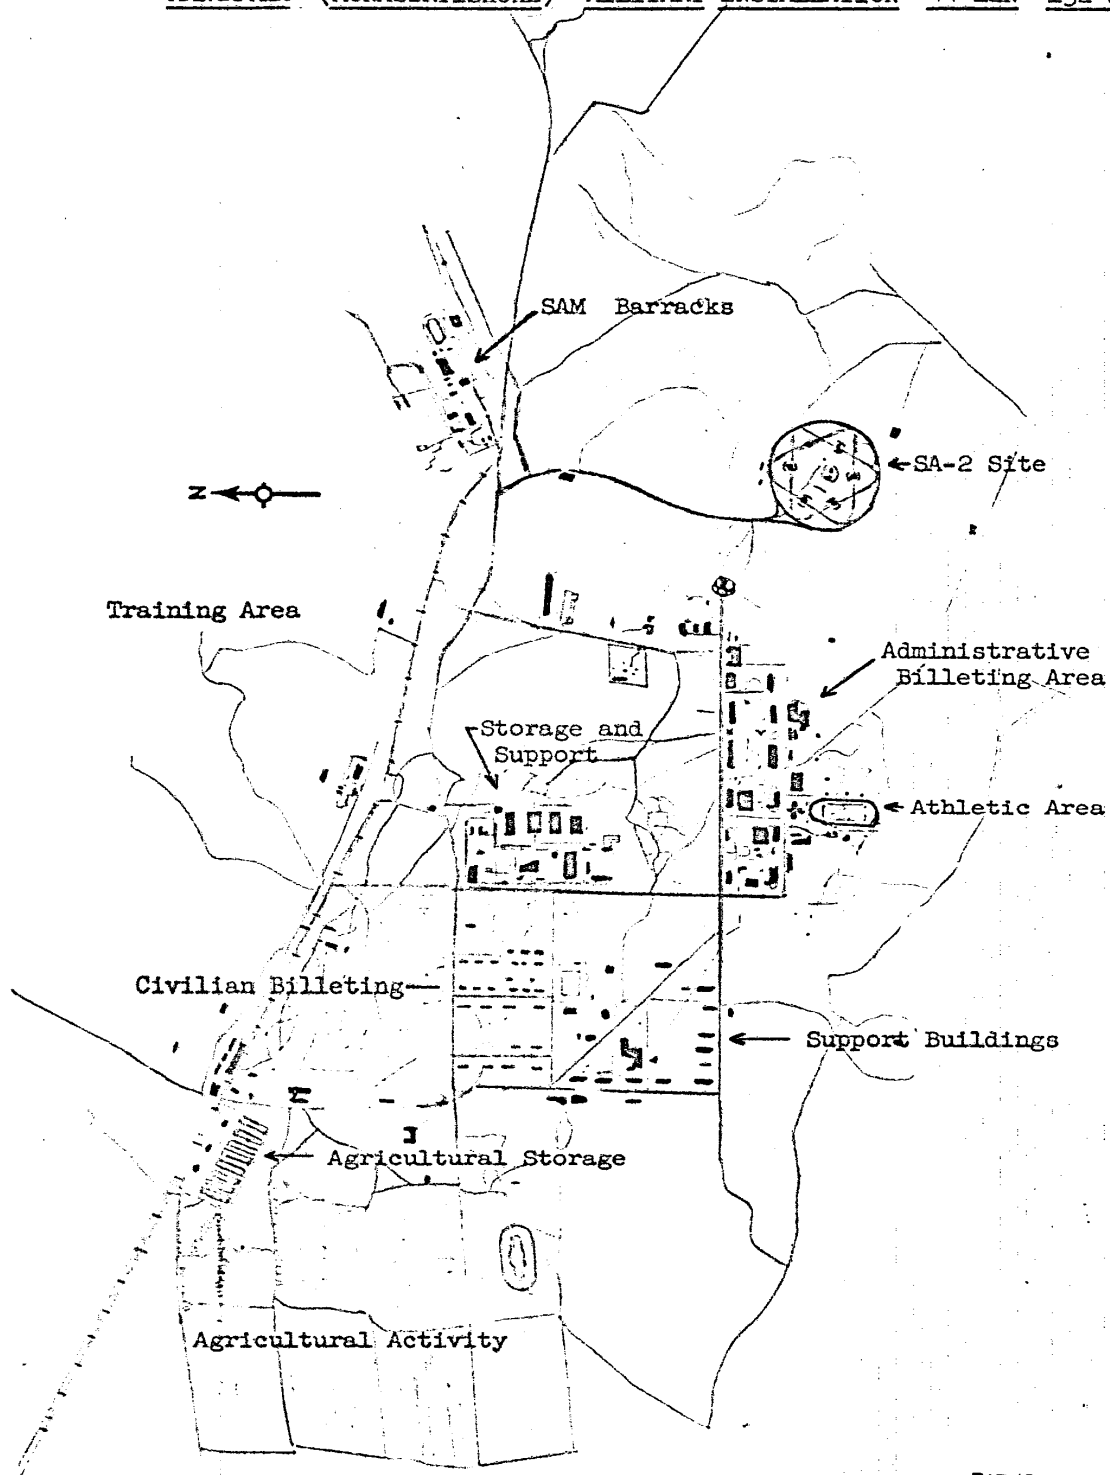 INSTALLATION
SAM Barracks
SA-2 Site
N
Training Area
Administrative
Billeting Area
Storage and
Support
Athletic Area
Civilian Billeting
Support Buildings
Agricultural Storage
Agricultural Activity